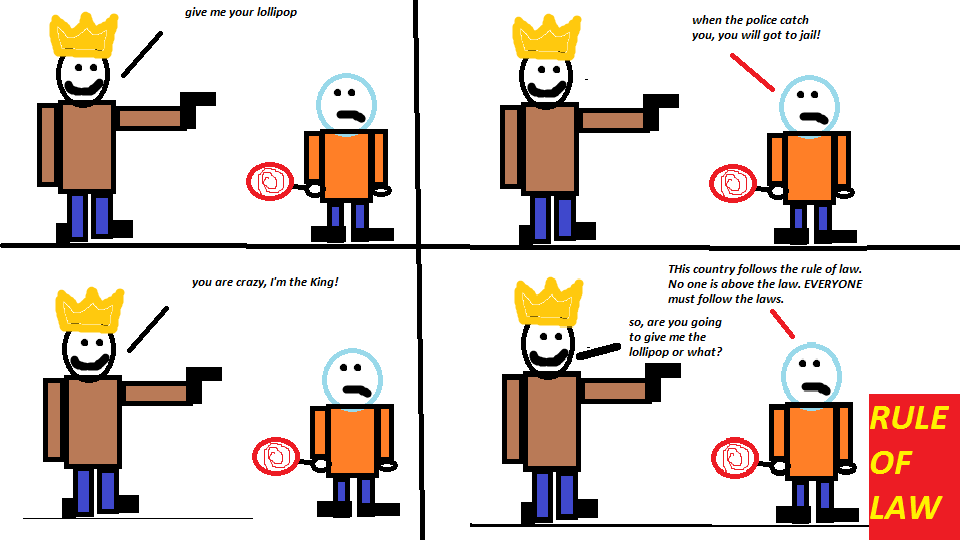 give me your lollipop
when the police catch
you, you will got to jail!
you are crazy, I'm the King!
THis country follows the rule of law.
No one is above the law. EVERYONE
must follow the laws.
so, are you going
to give me the
lollipop or what?
RULE
OF
LAW